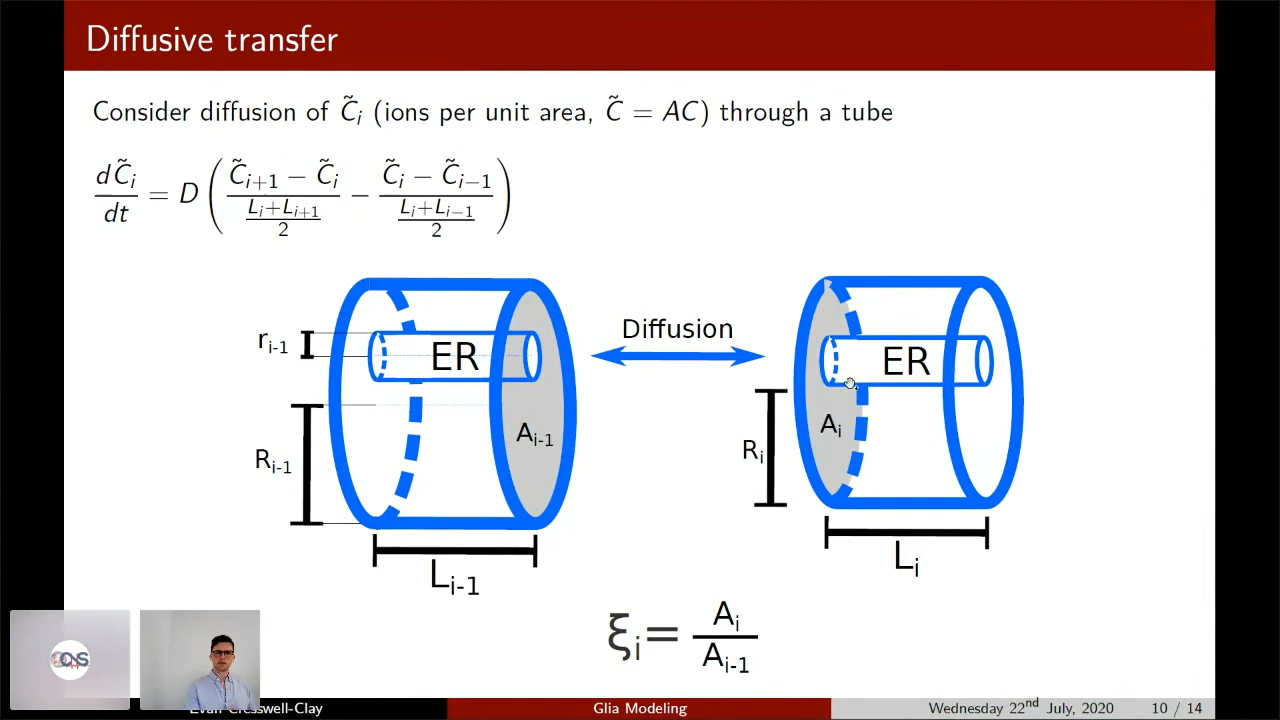 Diffusive transfer
Consider diffusion of C̃ᵢ (ions per unit area, C̃ = AC) through a tube
dC̃ᵢ/dt = D ( (C̃ᵢ₊₁ − C̃ᵢ)/((Lᵢ+Lᵢ₊₁)/2) − (C̃ᵢ − C̃ᵢ₋₁)/((Lᵢ+Lᵢ₋₁)/2) )
rᵢ₋₁
ER
Diffusion
ER
Rᵢ₋₁
Aᵢ₋₁
Rᵢ
Aᵢ
Lᵢ₋₁
Lᵢ
ξᵢ= Aᵢ/Aᵢ₋₁
Evan Cresswell-Clay
Glia Modeling
Wednesday 22nd July, 2020
10 / 14